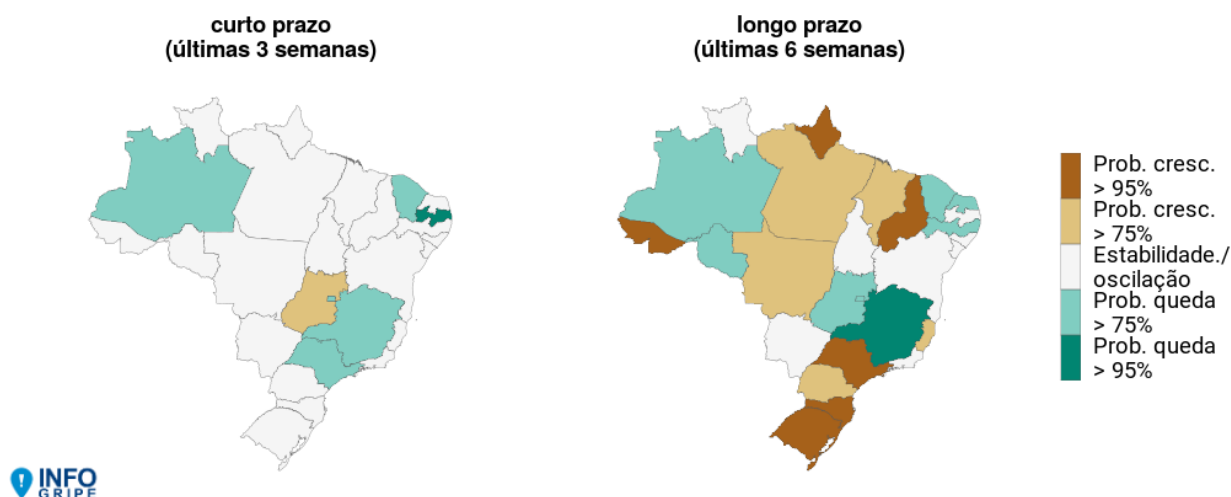 curto prazo
(últimas 3 semanas)
longo prazo
(últimas 6 semanas)
Prob. cresc.
> 95%
Prob. cresc.
> 75%
Estabilidade./
oscilação
Prob. queda
> 75%
Prob. queda
> 95%
INFO
GRIPE